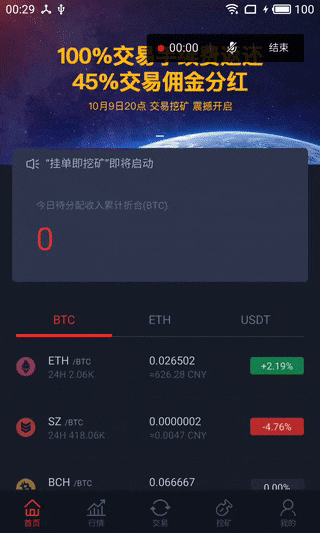 00:29
100
100%交易手续费返还
00:00
结束
45%交易佣金分红
10月9日20点 交易挖矿 震撼开启
“挂单即挖矿”即将启动
今日待分配收入累计折合(BTC)
0
BTC ETH USDT
ETH /BTC 0.026502 +2.19%
24H 2.06K ≈626.28 CNY
SZ /BTC 0.0000002 -4.76%
24H 418.06K ≈0.0047 CNY
BCH /BTC 0.066667 0.00%
首页 行情 交易 挖矿 我的